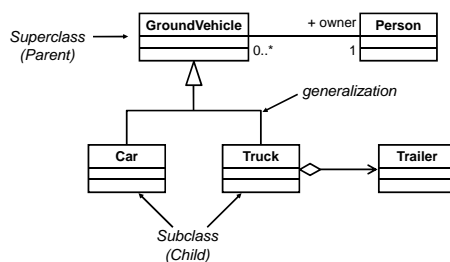 GroundVehicle
+ owner
Person
Superclass
(Parent)
0..*
1
generalization
Car
Truck
Trailer
Subclass
(Child)